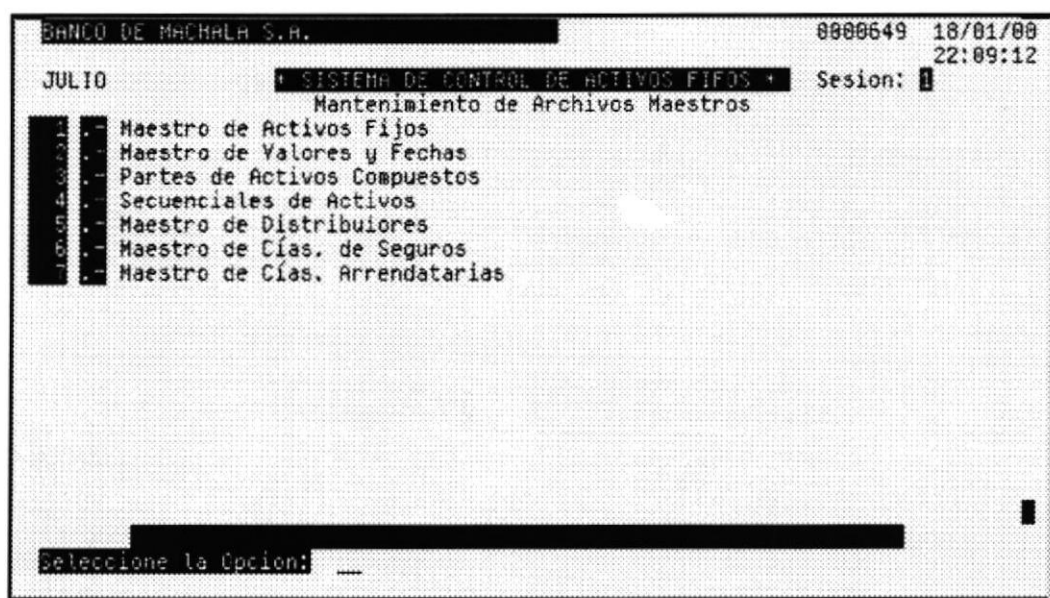 BANCO DE MACHALA S.A. 0000649 18/01/00
22:09:12
JULIO * SISTEMA DE CONTROL DE ACTIVOS FIFOS * Sesion: 1
Mantenimiento de Archivos Maestros
1 .- Maestro de Activos Fijos
2 .- Maestro de Valores y Fechas
3 .- Partes de Activos Compuestos
4 .- Secuenciales de Activos
5 .- Maestro de Distribuiores
6 .- Maestro de Cías. de Seguros
7 .- Maestro de Cías. Arrendatarias
Seleccione la Opcion: __